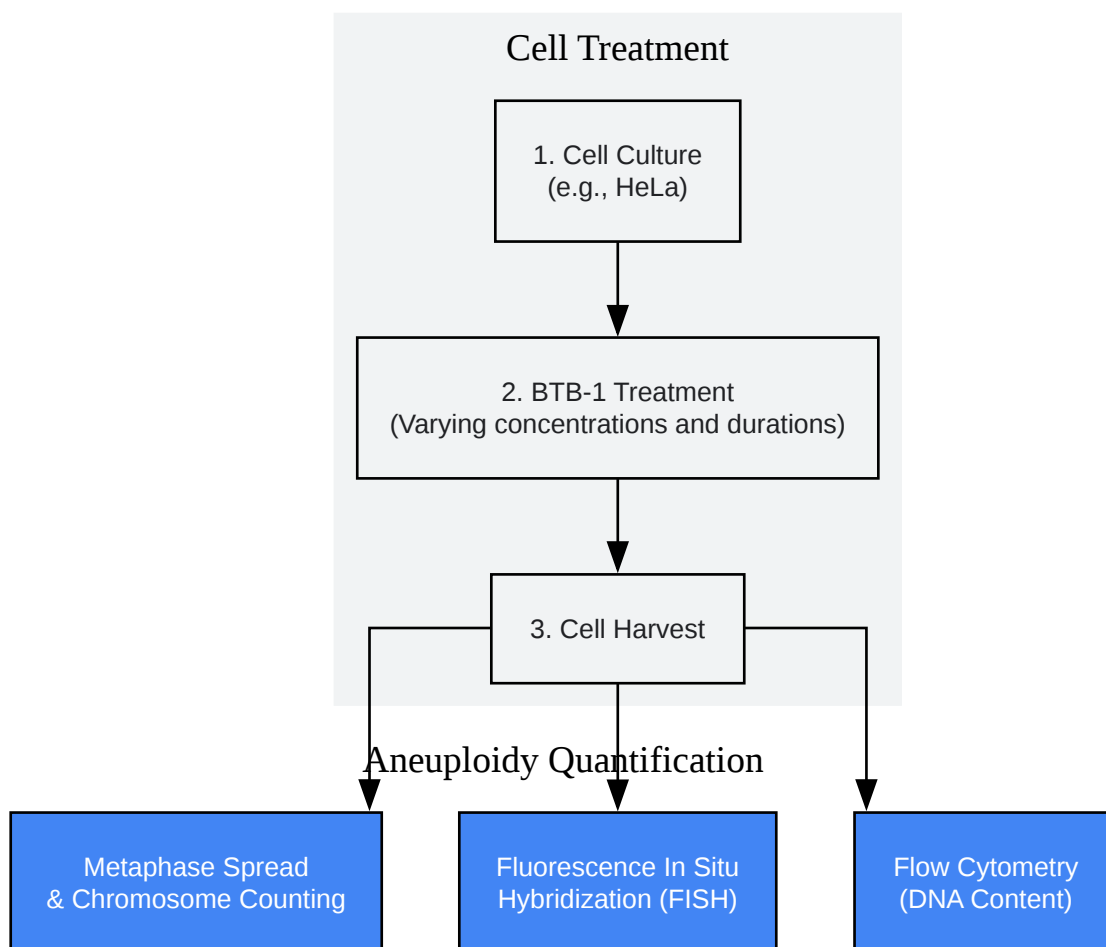 Cell Treatment
1. Cell Culture
(e.g., HeLa)
2. BTB-1 Treatment
(Varying concentrations and durations)
3. Cell Harvest
Aneuploidy Quantification
Metaphase Spread
& Chromosome Counting
Fluorescence In Situ
Hybridization (FISH)
Flow Cytometry
(DNA Content)